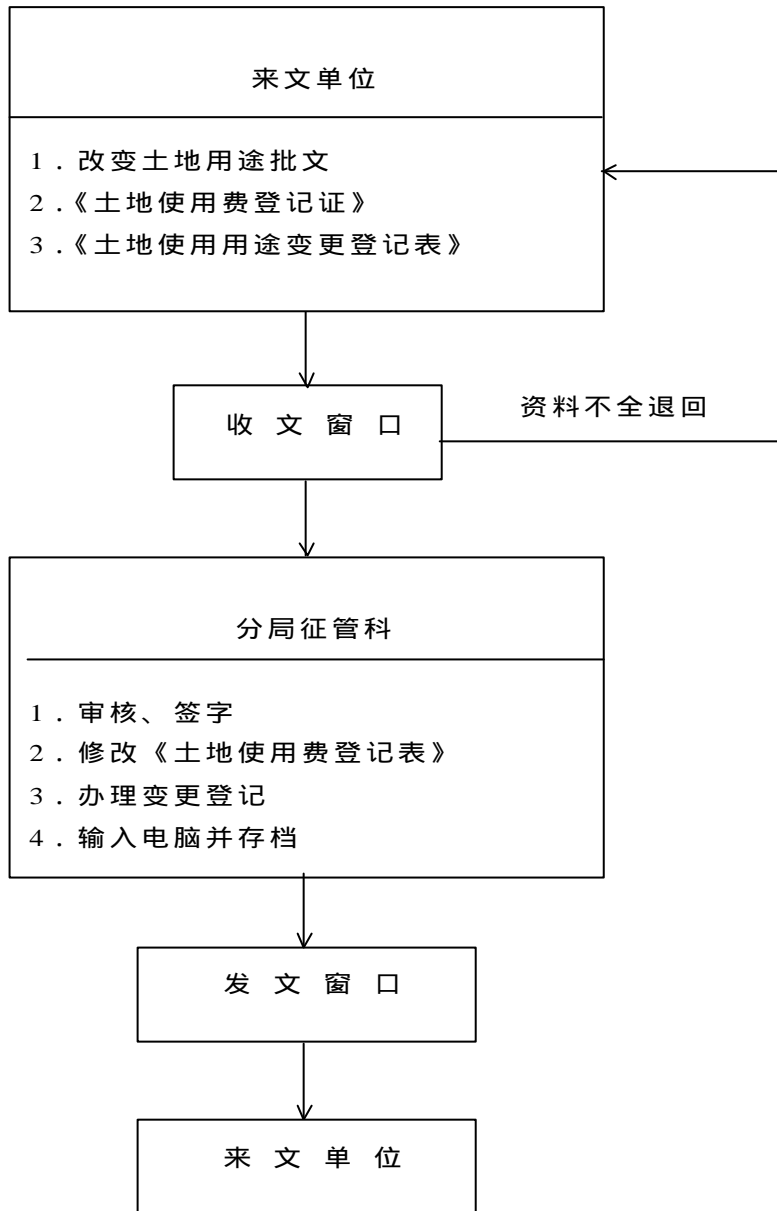 来文单位
1.改变土地用途批文
2.《土地使用费登记证》
3.《土地使用用途变更登记表》
收文窗口
资料不全退回
分局征管科
1.审核、签字
2.修改《土地使用费登记表》
3.办理变更登记
4.输入电脑并存档
发文窗口
来文单位